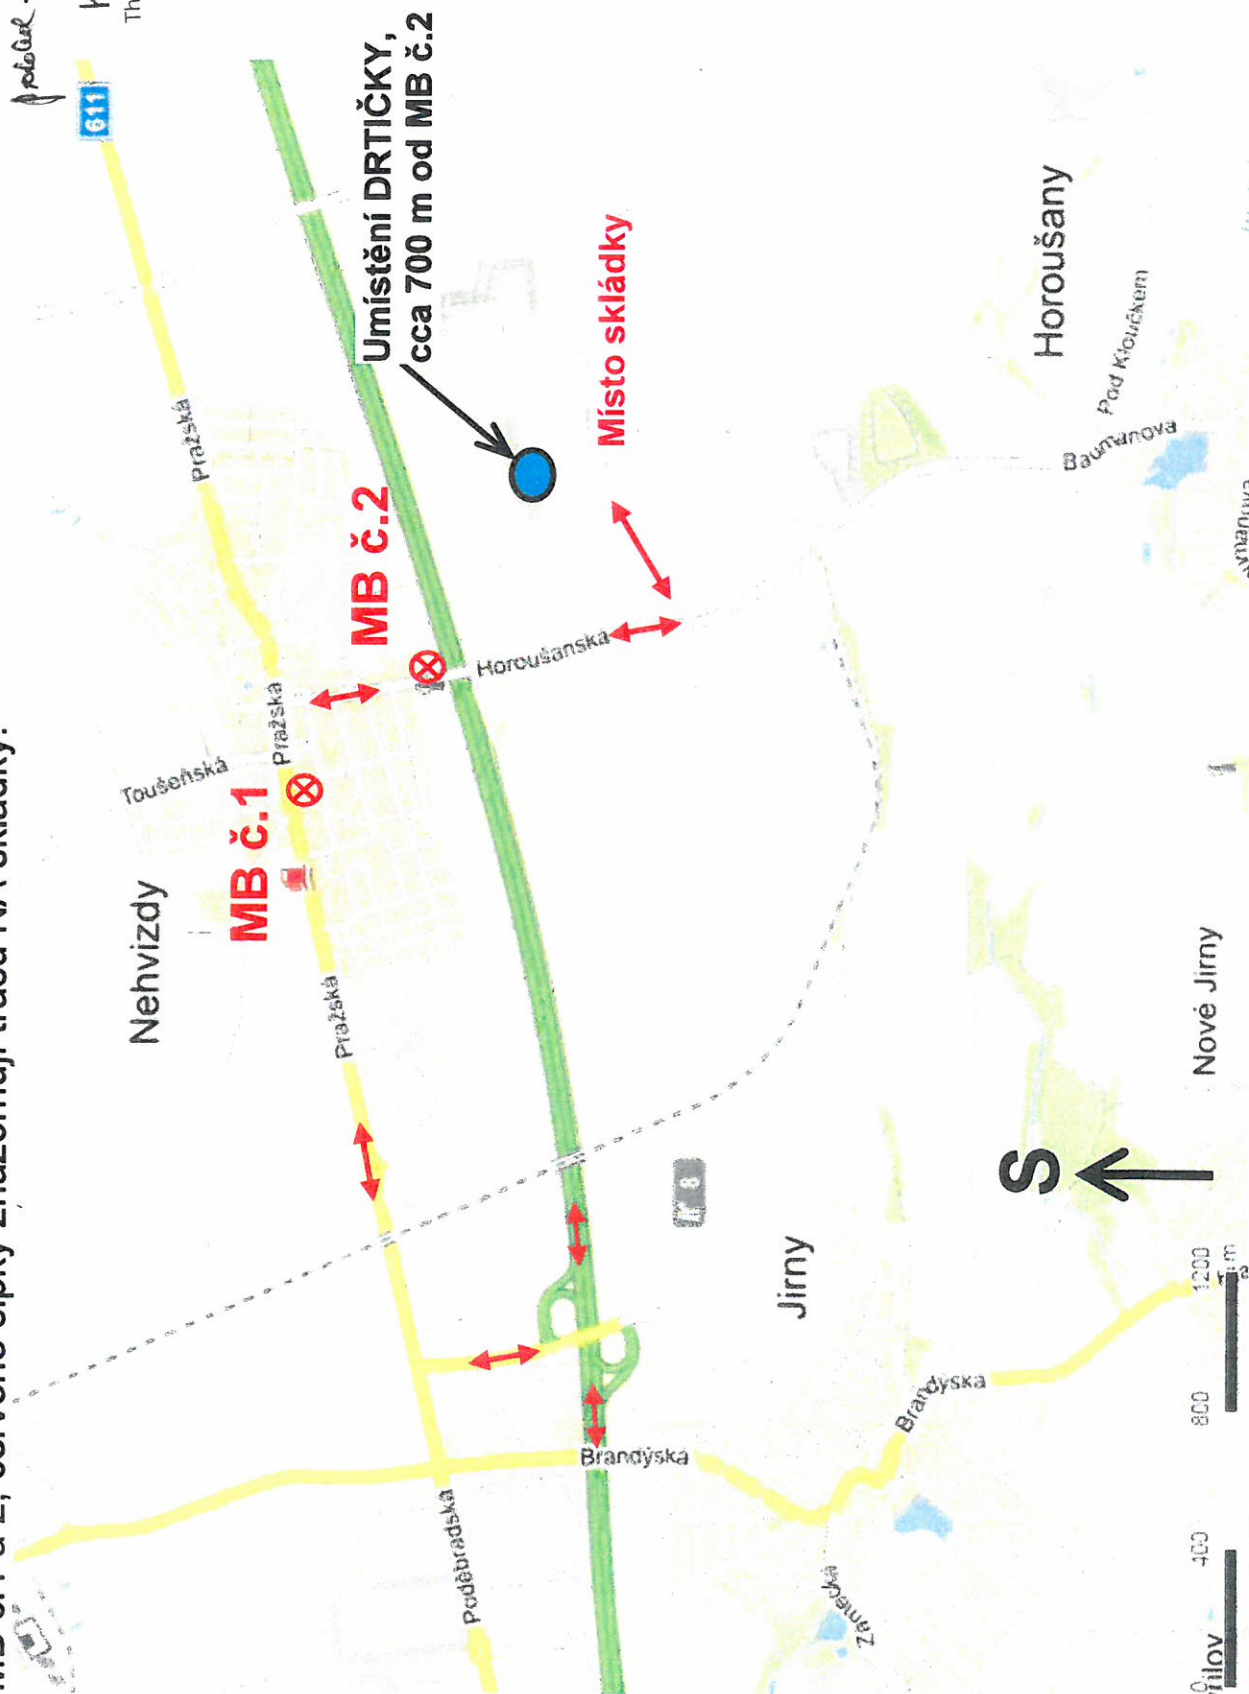 MB č.1 a 2, červené šipky znázorňují trasu NA skládky.
611
Nehvizdy
Toušeňská
Pražská
MB č.1
Pražská
Pražská
MB č.2
Umístění DRTIČKY,
cca 700 m od MB č.2
Poděbradská
Horoušanská
Místo skládky
Brandýská
8
Jirny
Zámecká
Brandýská
S
Horoušany
Pod Kloučkem
Baumanova
Nové Jirny
0
400
800
1200
m